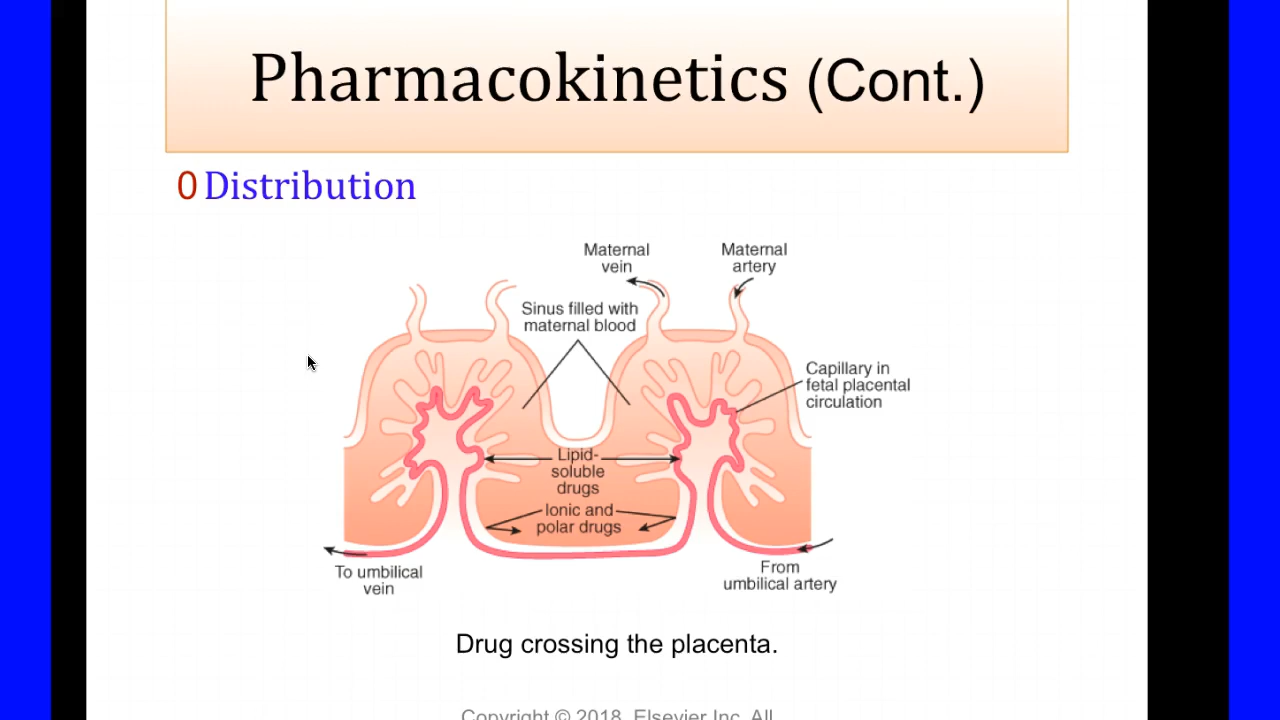 Pharmacokinetics (Cont.)
0 Distribution
Maternal
vein
Maternal
artery
Sinus filled with
maternal blood
Capillary in
fetal placental
circulation
Lipid-
soluble
drugs
Ionic and
polar drugs
To umbilical
vein
From
umbilical artery
Drug crossing the placenta.
Copyright © 2018, Elsevier Inc. All